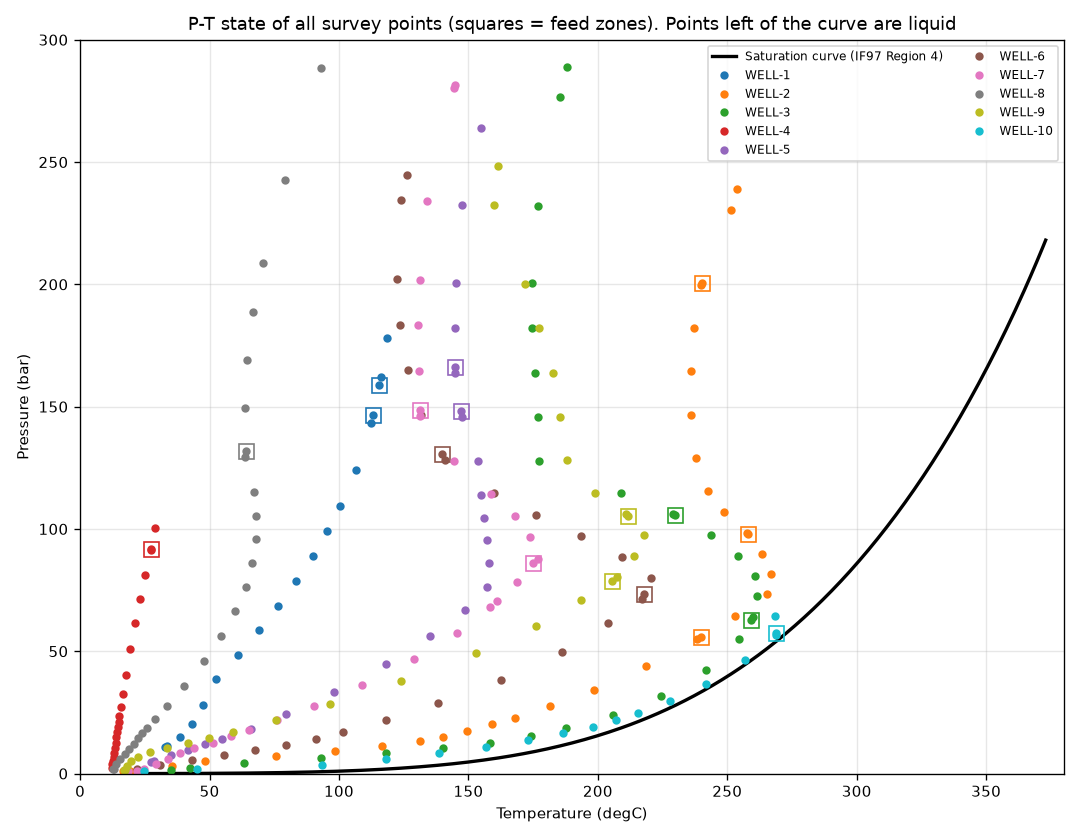 P-T state of all survey points (squares = feed zones). Points left of the curve are liquid
300
250
200
150
100
50
0
Pressure (bar)
Saturation curve (IF97 Region 4)
WELL-1
WELL-2
WELL-3
WELL-4
WELL-5
WELL-6
WELL-7
WELL-8
WELL-9
WELL-10
0
50
100
150
200
250
300
350
Temperature (degC)